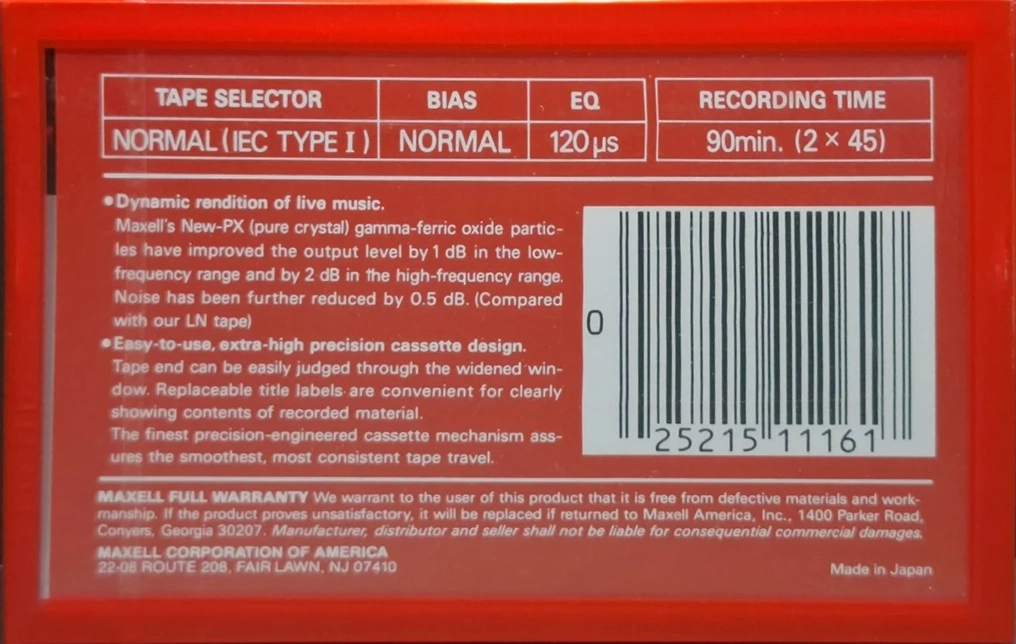 TAPE SELECTOR BIAS EQ RECORDING TIME
NORMAL (IEC TYPE I) NORMAL 120µs 90min. (2 × 45)
•Dynamic rendition of live music.
Maxell's New-PX (pure crystal) gamma-ferric oxide partic-
les have improved the output level by 1 dB in the low-
frequency range and by 2 dB in the high-frequency range.
Noise has been further reduced by 0.5 dB. (Compared
with our LN tape)
•Easy-to-use, extra-high precision cassette design.
Tape end can be easily judged through the widened win-
dow. Replaceable title labels are convenient for clearly
showing contents of recorded material.
The finest precision-engineered cassette mechanism ass-
ures the smoothest, most consistent tape travel.
0
25215 11161
MAXELL FULL WARRANTY We warrant to the user of this product that it is free from defective materials and work-
manship. If the product proves unsatisfactory, it will be replaced if returned to Maxell America, Inc., 1400 Parker Road,
Conyers, Georgia 30207. Manufacturer, distributor and seller shall not be liable for consequential commercial damages.
MAXELL CORPORATION OF AMERICA
22-08 ROUTE 208, FAIR LAWN, NJ 07410
Made in Japan